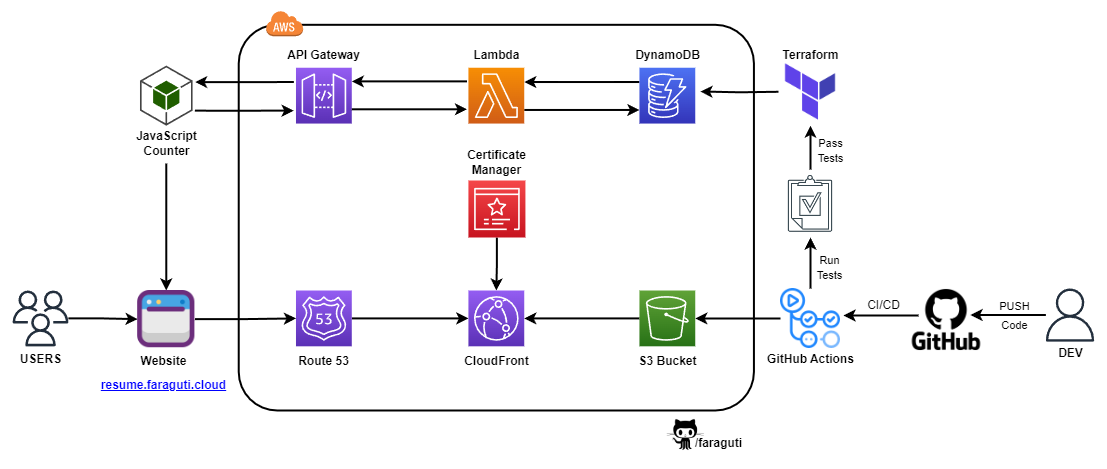 AWS
API Gateway
Lambda
DynamoDB
Terraform
JavaScript
Counter
Pass
Tests
Certificate
Manager
Run
Tests
53
CI/CD
PUSH
Code
GitHub
USERS
Website
Route 53
CloudFront
S3 Bucket
GitHub Actions
DEV
resume.faraguti.cloud
/faraguti